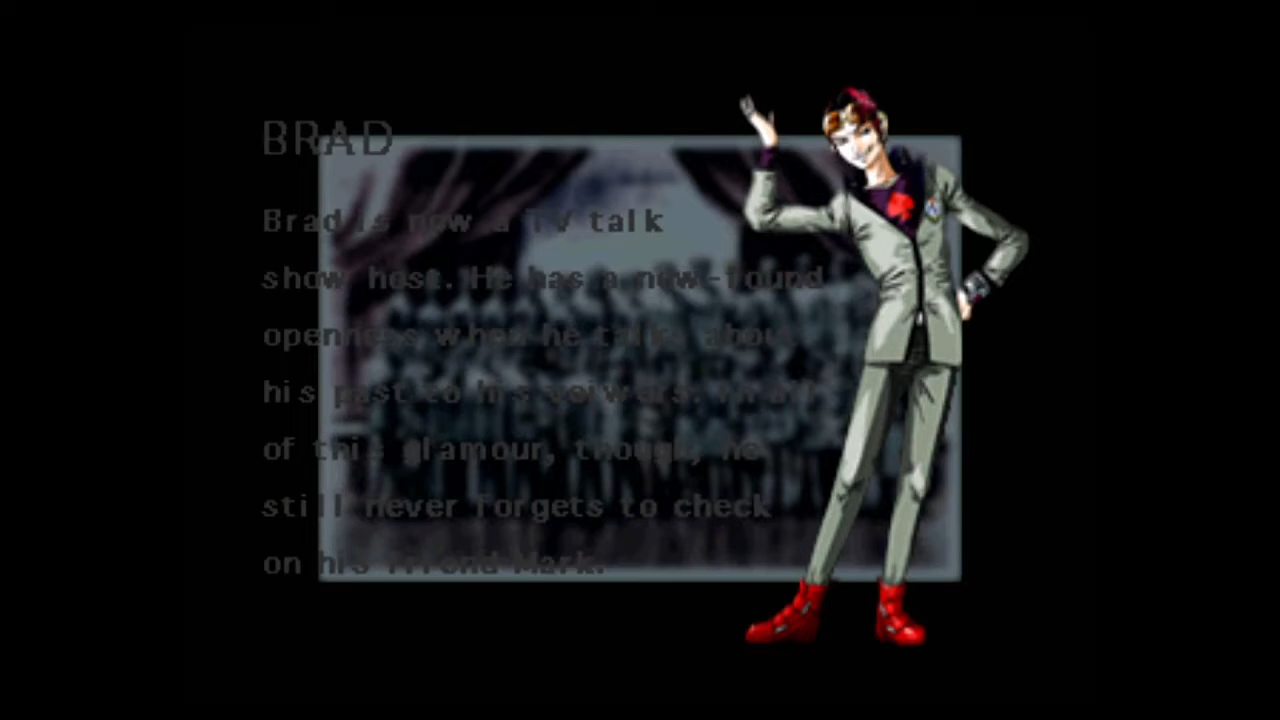 BRAD
Brad is now a TV talk
show host. He has a new-found
openness when he talks about
his past to his veiwers. In all
of this glamour, though, he
still never forgets to check
on his friend Mark.